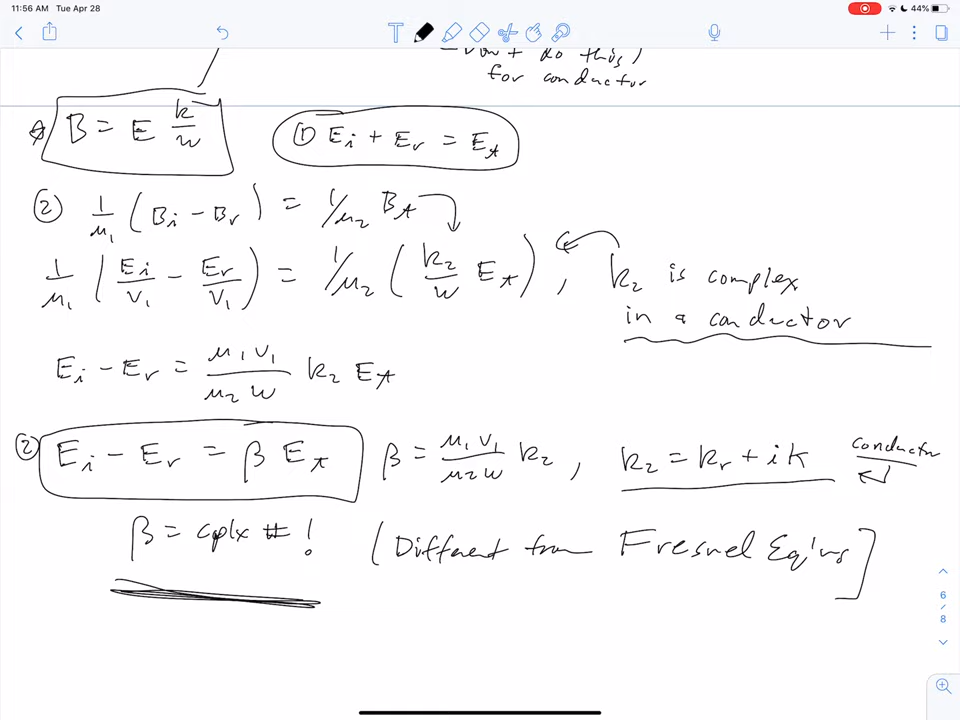 11:56 AM Tue Apr 28
44%
do this,
for conductor
B = E k/w
① Ei + Er = Et
② 1/μ1 (Bi − Br) = 1/μ2 Bt
1/μ1 (Ei/v1 − Er/v1) = 1/μ2 (k2/w Et), k2 is complex
in a conductor
Ei − Er = μ1v1/μ2w k2 Et
② Ei − Er = β Et β = μ1v1/μ2w k2, k2 = kr + ik conductor
β = cplx #! (Different from Fresnel Eq'ns]
6
/
8